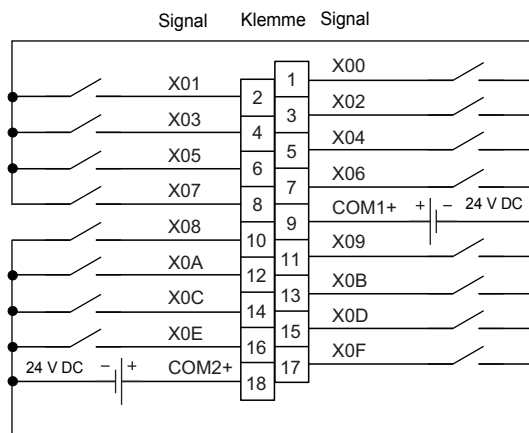 Signal Klemme Signal
1 X00
X01 2
3 X02
X03 4
5 X04
X05 6
7 X06
X07 8
9 COM1+ + − 24 V DC
X08 10
11 X09
X0A 12
13 X0B
X0C 14
15 X0D
X0E 16
17 X0F
24 V DC − + COM2+ 18